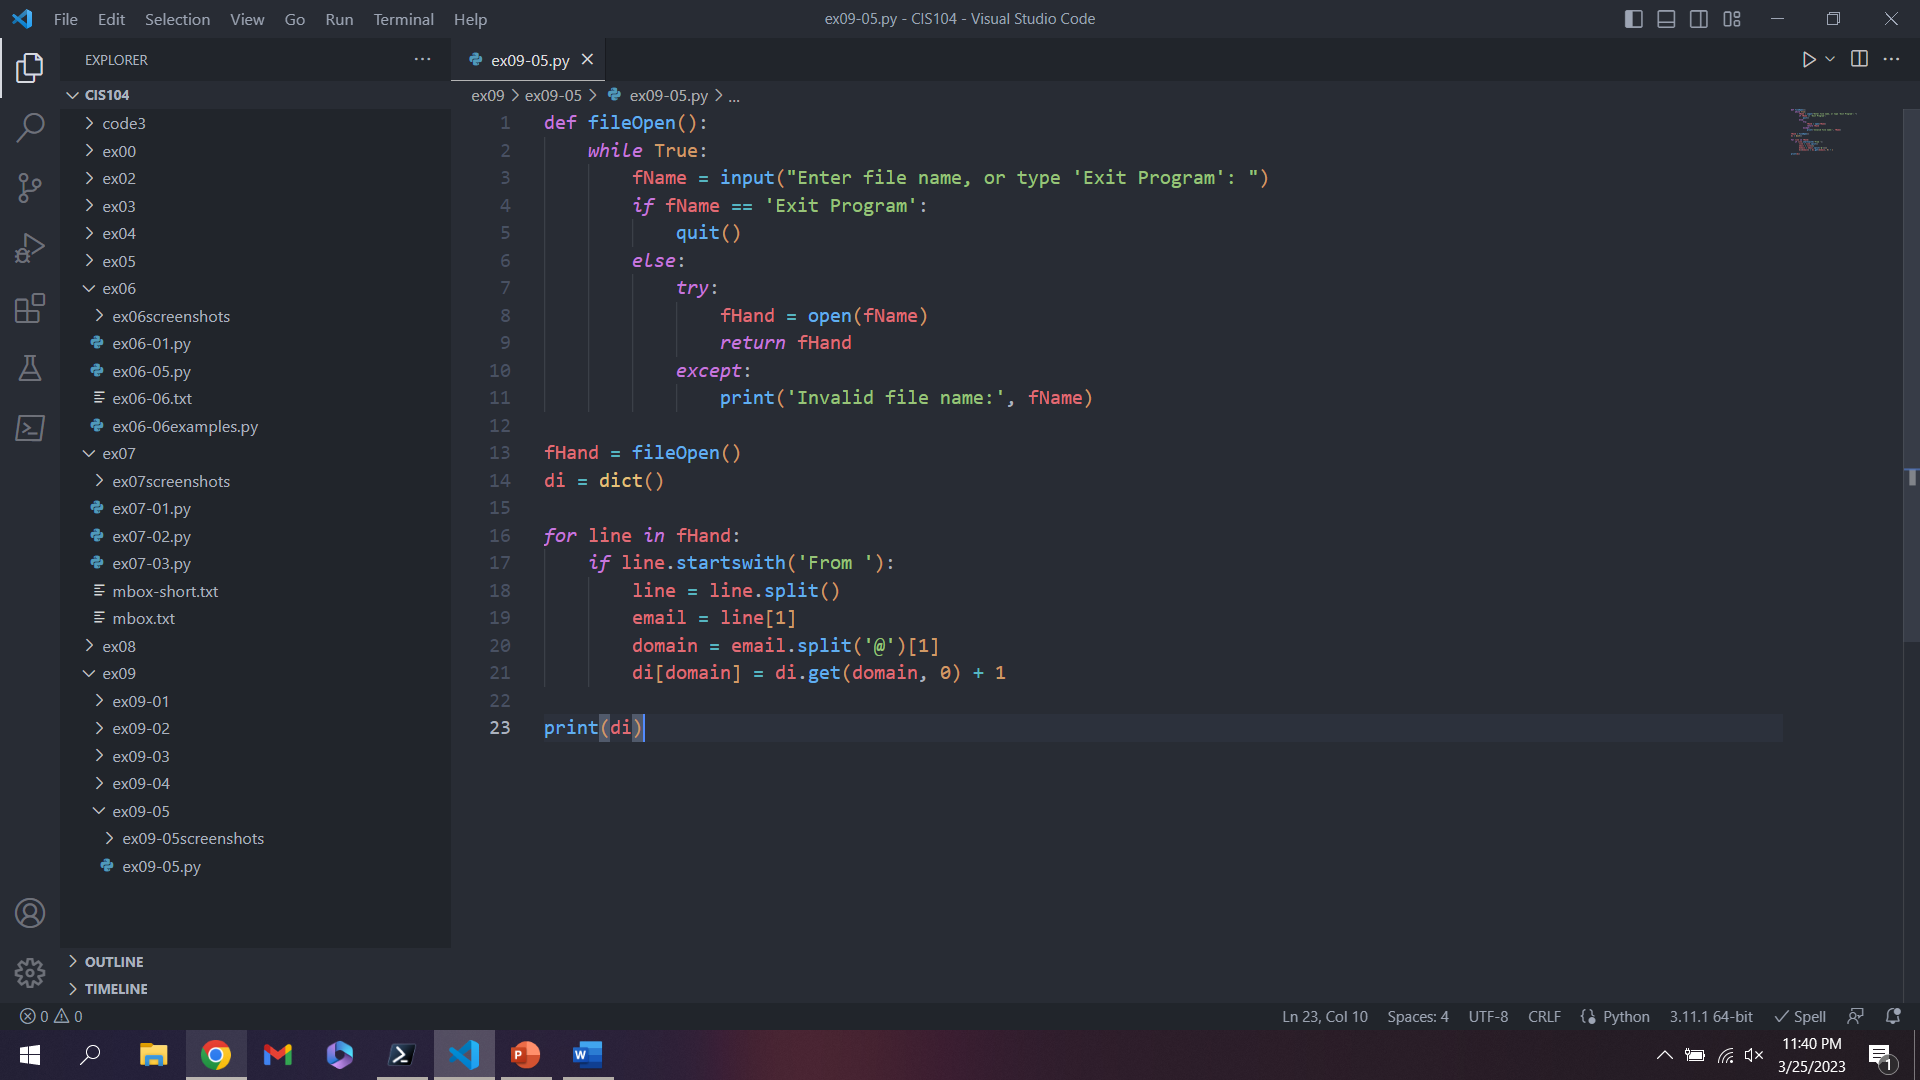 File Edit Selection View Go Run Terminal Help
ex09-05.py - CIS104 - Visual Studio Code
EXPLORER
CIS104
code3
ex00
ex02
ex03
ex04
ex05
ex06
ex06screenshots
ex06-01.py
ex06-05.py
ex06-06.txt
ex06-06examples.py
ex07
ex07screenshots
ex07-01.py
ex07-02.py
ex07-03.py
mbox-short.txt
mbox.txt
ex08
ex09
ex09-01
ex09-02
ex09-03
ex09-04
ex09-05
ex09-05screenshots
ex09-05.py
OUTLINE
TIMELINE
ex09-05.py
ex09 > ex09-05 > ex09-05.py > ...
1 def fileOpen():
2     while True:
3         fName = input("Enter file name, or type 'Exit Program': ")
4         if fName == 'Exit Program':
5             quit()
6         else:
7             try:
8                 fHand = open(fName)
9                 return fHand
10             except:
11                 print('Invalid file name:', fName)
12
13 fHand = fileOpen()
14 di = dict()
15
16 for line in fHand:
17     if line.startswith('From '):
18         line = line.split()
19         email = line[1]
20         domain = email.split('@')[1]
21         di[domain] = di.get(domain, 0) + 1
22
23 print(di)
0 0
Ln 23, Col 10 Spaces: 4 UTF-8 CRLF Python 3.11.1 64-bit Spell
11:40 PM
3/25/2023
1